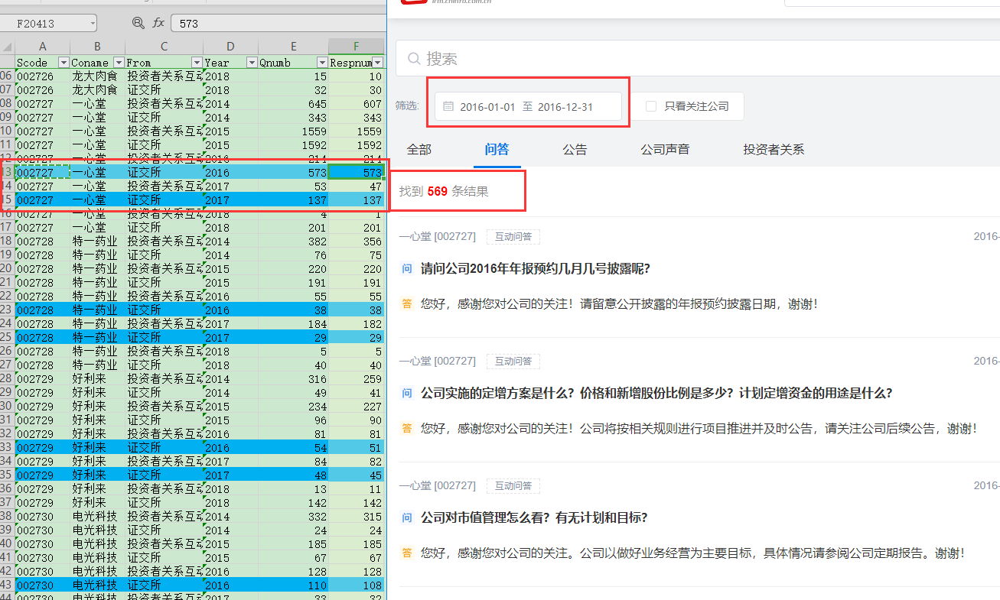 irm.cninfo.com.cn
F20413 fx 573
A B C D E F
Scode Coname From Year Qnumb Respnum
06 002726 龙大肉食 投资者关系互动 2018 15 10
07 002726 龙大肉食 证交所 2018 32 30
08 002727 一心堂 投资者关系互动 2014 645 607
09 002727 一心堂 证交所 2014 343 343
10 002727 一心堂 投资者关系互动 2015 1559 1559
11 002727 一心堂 证交所 2015 1592 1592
12 002727 一心堂 投资者关系互动 2016 214 214
13 002727 一心堂 证交所 2016 573 573
14 002727 一心堂 投资者关系互动 2017 53 47
15 002727 一心堂 证交所 2017 137 137
16 002727 一心堂 投资者关系互动 2018 4 1
17 002727 一心堂 证交所 2018 201 201
18 002728 特一药业 投资者关系互动 2014 382 356
19 002728 特一药业 证交所 2014 76 75
20 002728 特一药业 投资者关系互动 2015 220 220
21 002728 特一药业 证交所 2015 191 191
22 002728 特一药业 投资者关系互动 2016 55 55
23 002728 特一药业 证交所 2016 38 38
24 002728 特一药业 投资者关系互动 2017 184 182
25 002728 特一药业 证交所 2017 29 29
26 002728 特一药业 投资者关系互动 2018 5 5
27 002728 特一药业 证交所 2018 40 40
28 002729 好利来 投资者关系互动 2014 316 259
29 002729 好利来 证交所 2014 49 41
30 002729 好利来 投资者关系互动 2015 234 227
31 002729 好利来 证交所 2015 96 90
32 002729 好利来 投资者关系互动 2016 81 81
33 002729 好利来 证交所 2016 54 51
34 002729 好利来 投资者关系互动 2017 84 82
35 002729 好利来 证交所 2017 48 45
36 002729 好利来 投资者关系互动 2018 13 11
37 002729 好利来 证交所 2018 142 142
38 002730 电光科技 投资者关系互动 2014 332 315
39 002730 电光科技 证交所 2014 24 24
40 002730 电光科技 投资者关系互动 2015 185 185
41 002730 电光科技 证交所 2015 67 67
42 002730 电光科技 投资者关系互动 2016 128 128
43 002730 电光科技 证交所 2016 110 108
44 002730 电光科技 投资者关系互动 2017 33 32
搜索
筛选: 2016-01-01 至 2016-12-31 只看关注公司
全部 问答 公告 公司声音 投资者关系
找到 569 条结果
一心堂 [002727] 互动问答 2016-
问 请问公司2016年年报预约几月几号披露呢？
答 您好，感谢您对公司的关注！请留意公开披露的年报预约披露日期，谢谢！
一心堂 [002727] 互动问答 2016-
问 公司实施的定增方案是什么？价格和新增股份比例是多少？计划定增资金的用途是什么？
答 您好，感谢您对公司的关注！公司将按相关规则进行项目推进并及时公告，请关注公司后续公告，谢谢！
一心堂 [002727] 互动问答 2016-
问 公司对市值管理怎么看？有无计划和目标？
答 您好，感谢您对公司的关注。公司以做好业务经营为主要目标，具体情况请参阅公司定期报告。谢谢！